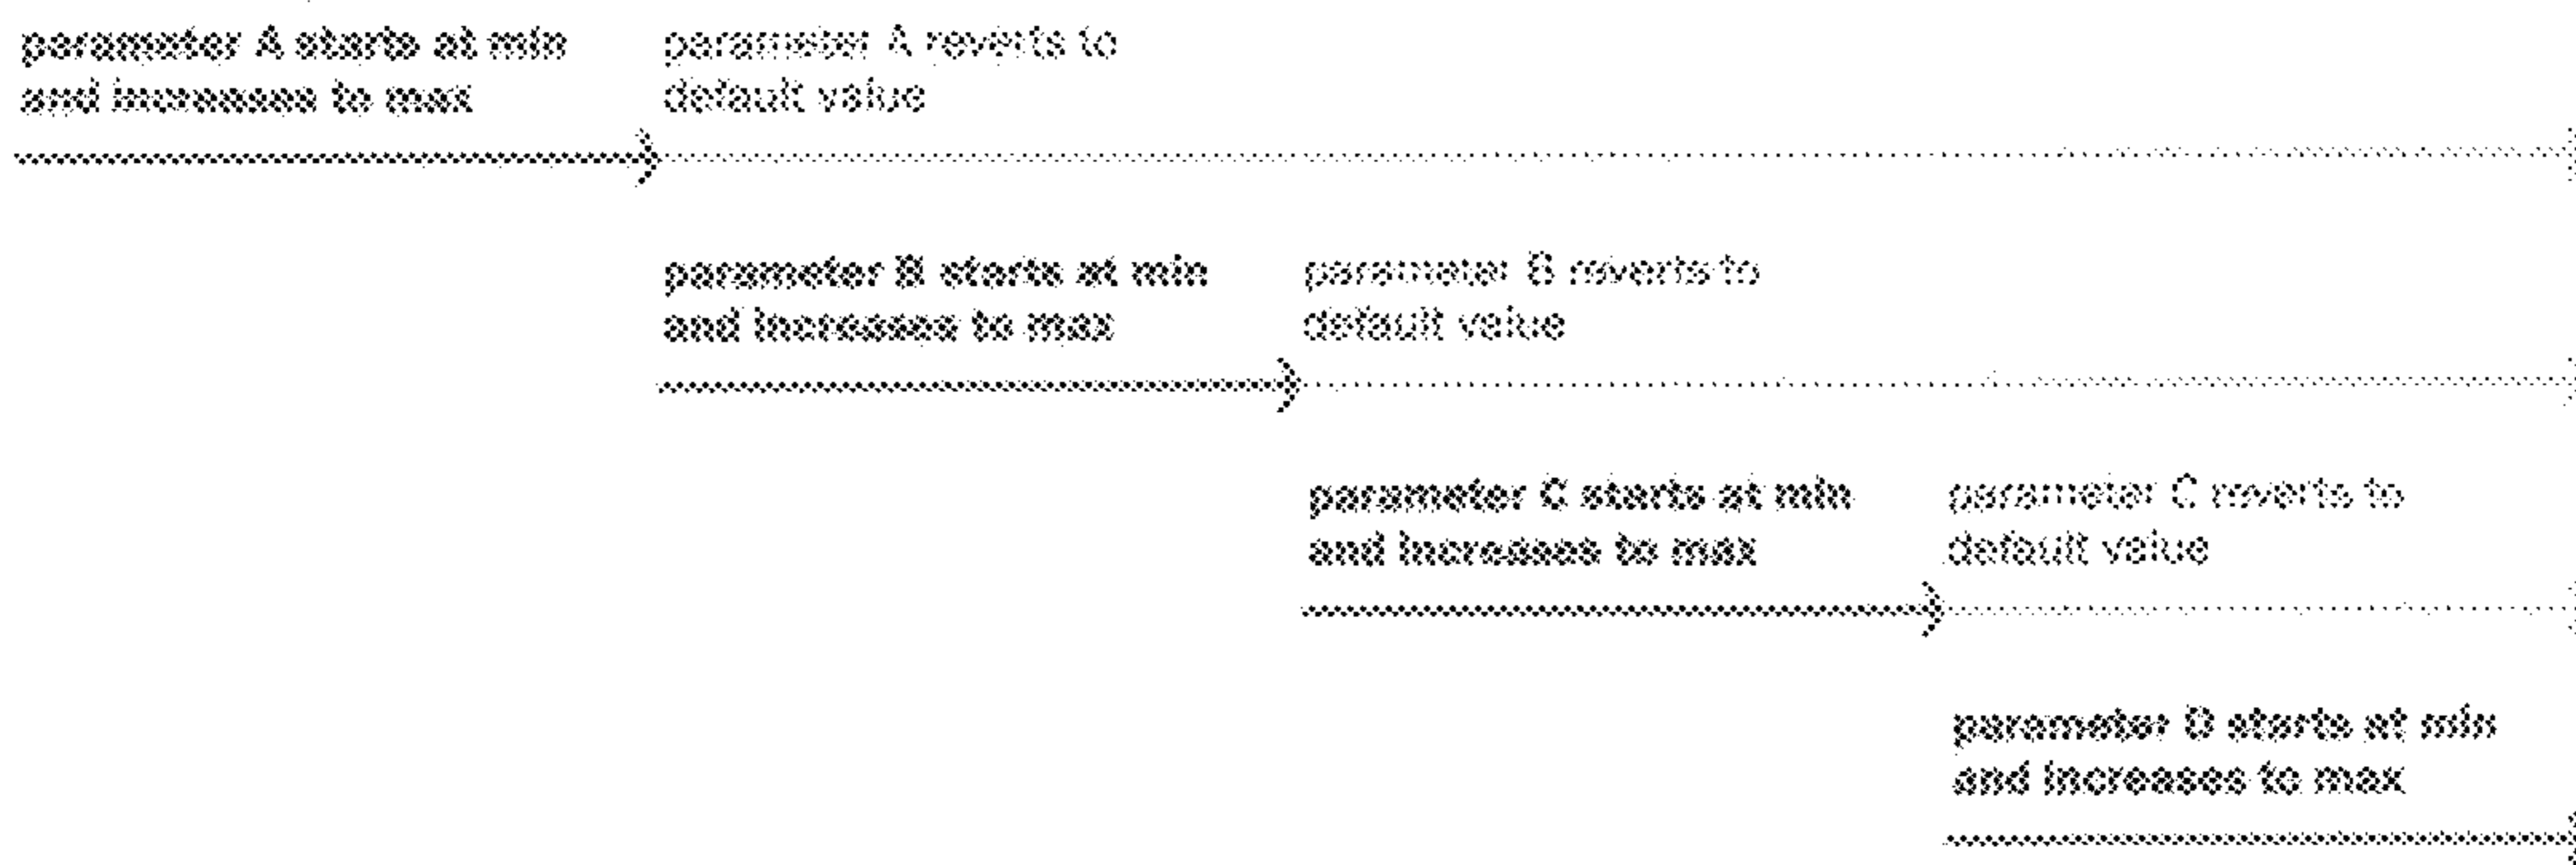 parameter A starts at min
and increases to max
parameter A reverts to
default value
parameter B starts at min
and increases to max
parameter B reverts to
default value
parameter C starts at min
and increases to max
parameter C reverts to
default value
parameter D starts at min
and increases to max